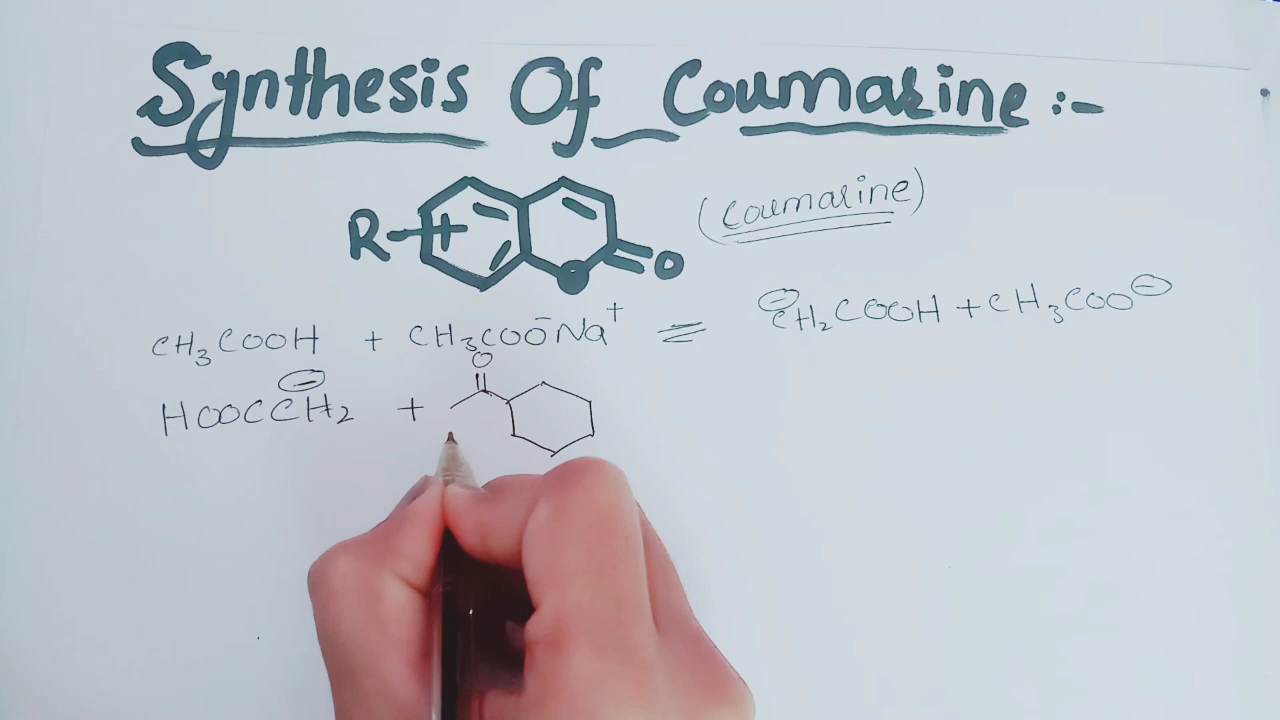 Synthesis Of Coumarine :-
R O
(Coumarine)
CH₃COOH + CH₃COO⁻Na⁺ ⇌ ⊖CH₂COOH + CH₃COO⊖
O
HOOCC⊖H₂ +